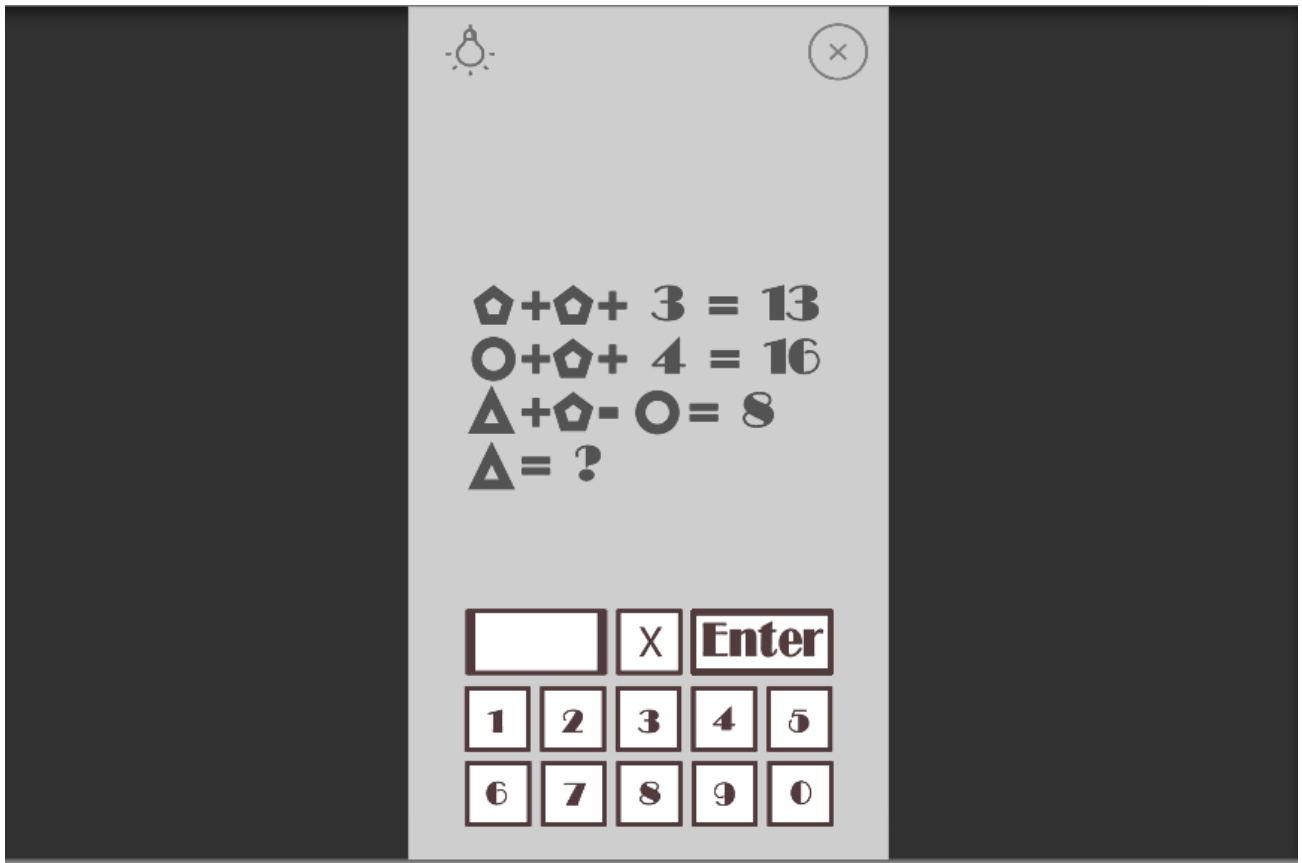 ⬠+⬠+ 3 = 13
○+⬠+ 4 = 16
△+⬠- ○= 8
△= ?
X Enter
1 2 3 4 5
6 7 8 9 0